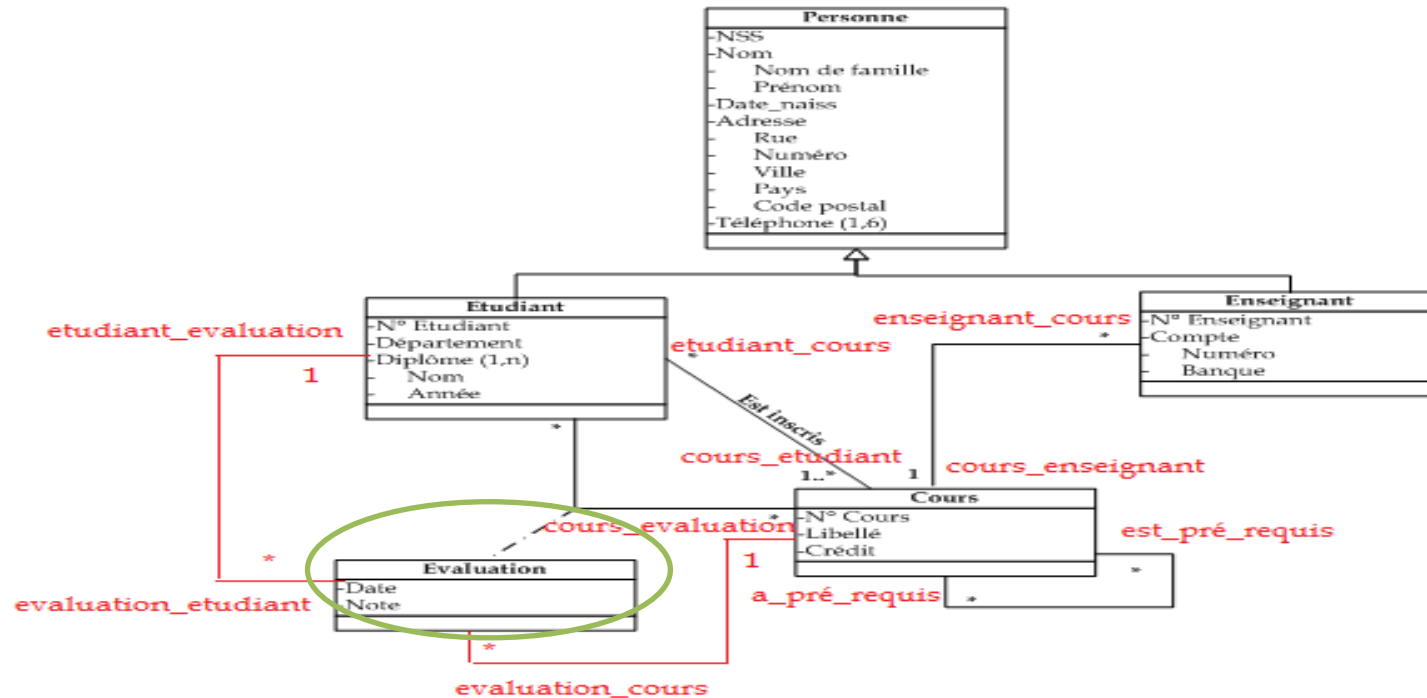 Personne
-NSS
-Nom
- Nom de famille
- Prénom
-Date_naiss
-Adresse
- Rue
- Numéro
- Ville
- Pays
- Code postal
-Téléphone (1,6)
Etudiant
-N° Etudiant
-Département
-Diplôme (1,n)
- Nom
- Année
Enseignant
-N° Enseignant
-Compte
- Numéro
- Banque
etudiant_evaluation
1
etudiant_cours
*
enseignant_cours
*
Est inscris
cours_etudiant
1..*
1
cours_enseignant
*
Cours
-N° Cours
-Libellé
-Crédit
*
cours_evaluation
1
est_pré_requis
*
a_pré_requis
*
Evaluation
-Date
-Note
*
evaluation_etudiant
*
evaluation_cours